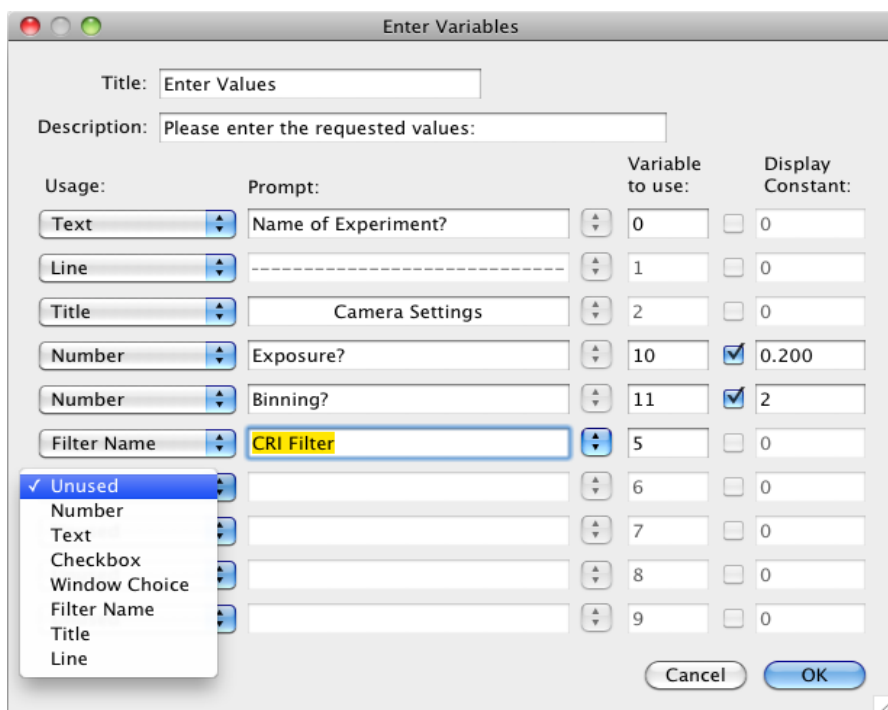 Enter Variables
Title: Enter Values
Description: Please enter the requested values:
Usage: Prompt: Variable to use: Display Constant:
Text Name of Experiment? 0 0
Line ----------------------------- 1 0
Title Camera Settings 2 0
Number Exposure? 10 0.200
Number Binning? 11 2
Filter Name CRI Filter 5 0
✓ Unused 6 0
Number
Text 7 0
Checkbox
Window Choice 8 0
Filter Name
Title 9 0
Line
Cancel OK